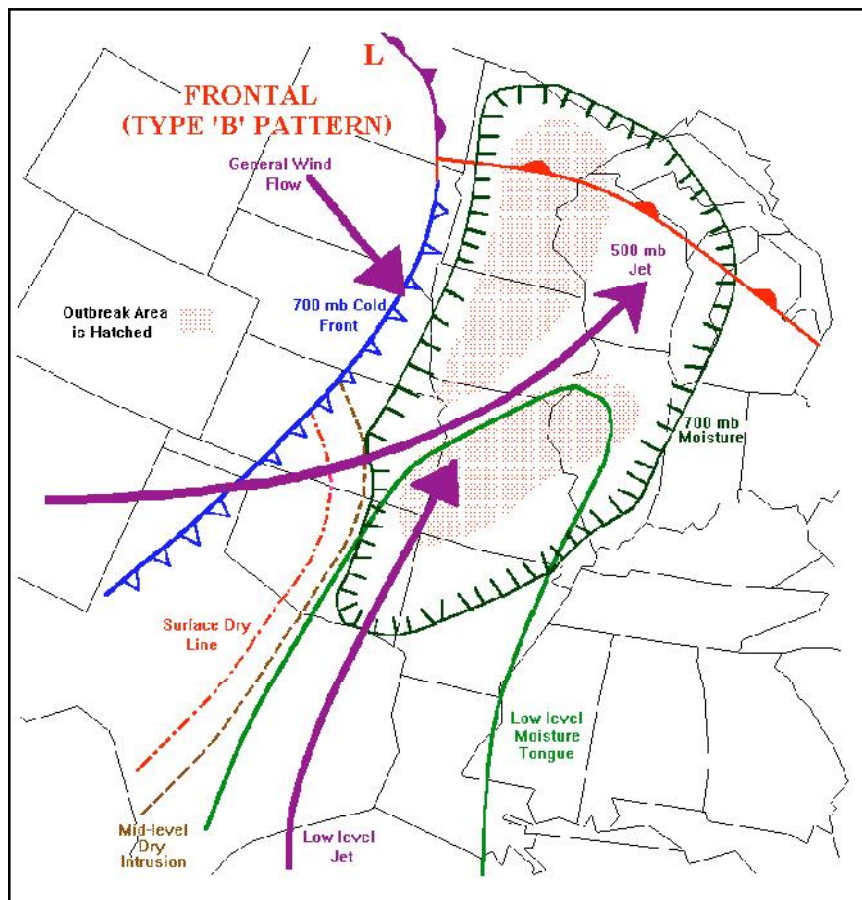 L
FRONTAL
(TYPE 'B' PATTERN)
General Wind
Flow
500 mb
Jet
700 mb Cold
Front
Outbreak Area
is Hatched
700 mb
Moisture
Surface Dry
Line
Low level
Moisture
Tongue
Mid-level
Dry
Intrusion
Low level
Jet